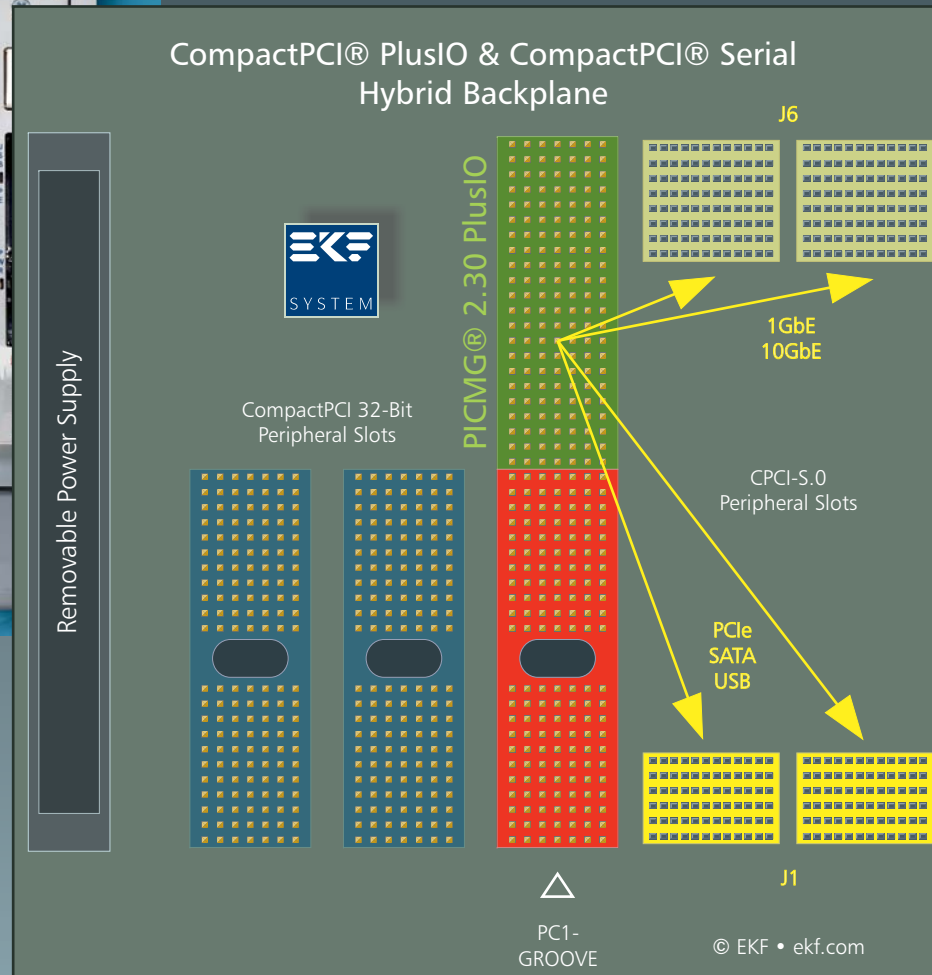 CompactPCI® PlusIO & CompactPCI® Serial
Hybrid Backplane
J6
PICMG® 2.30 PlusIO
EKF
SYSTEM
1GbE
10GbE
Removable Power Supply
CompactPCI 32-Bit
Peripheral Slots
CPCI-S.0
Peripheral Slots
PCIe
SATA
USB
J1
PC1-
GROOVE
© EKF • ekf.com